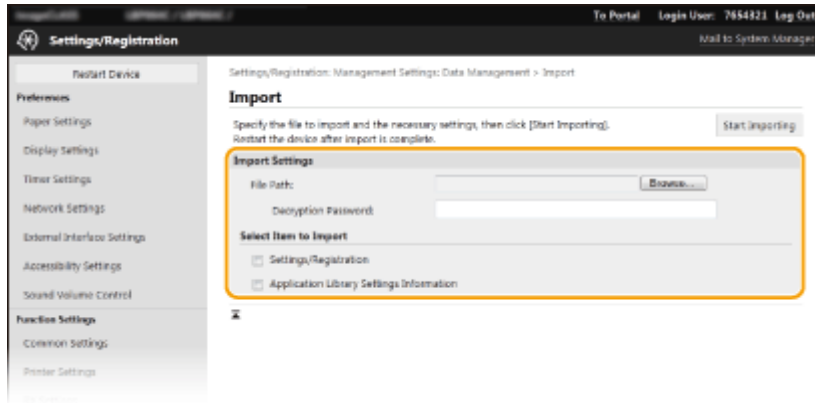 To Portal Login User: 7654321 Log Out
Settings/Registration
Mail to System Manager
Restart Device
Preferences
Paper Settings
Display Settings
Timer Settings
Network Settings
External Interface Settings
Accessibility Settings
Sound Volume Control
Function Settings
Common Settings
Printer Settings
Settings/Registration: Management Settings: Data Management > Import
Import
Specify the file to import and the necessary settings, then click [Start Importing].
Restart the device after import is complete.
Start Importing
Import Settings
File Path:
Browse...
Decryption Password:
Select Item to Import
Settings/Registration
Application Library Settings Information